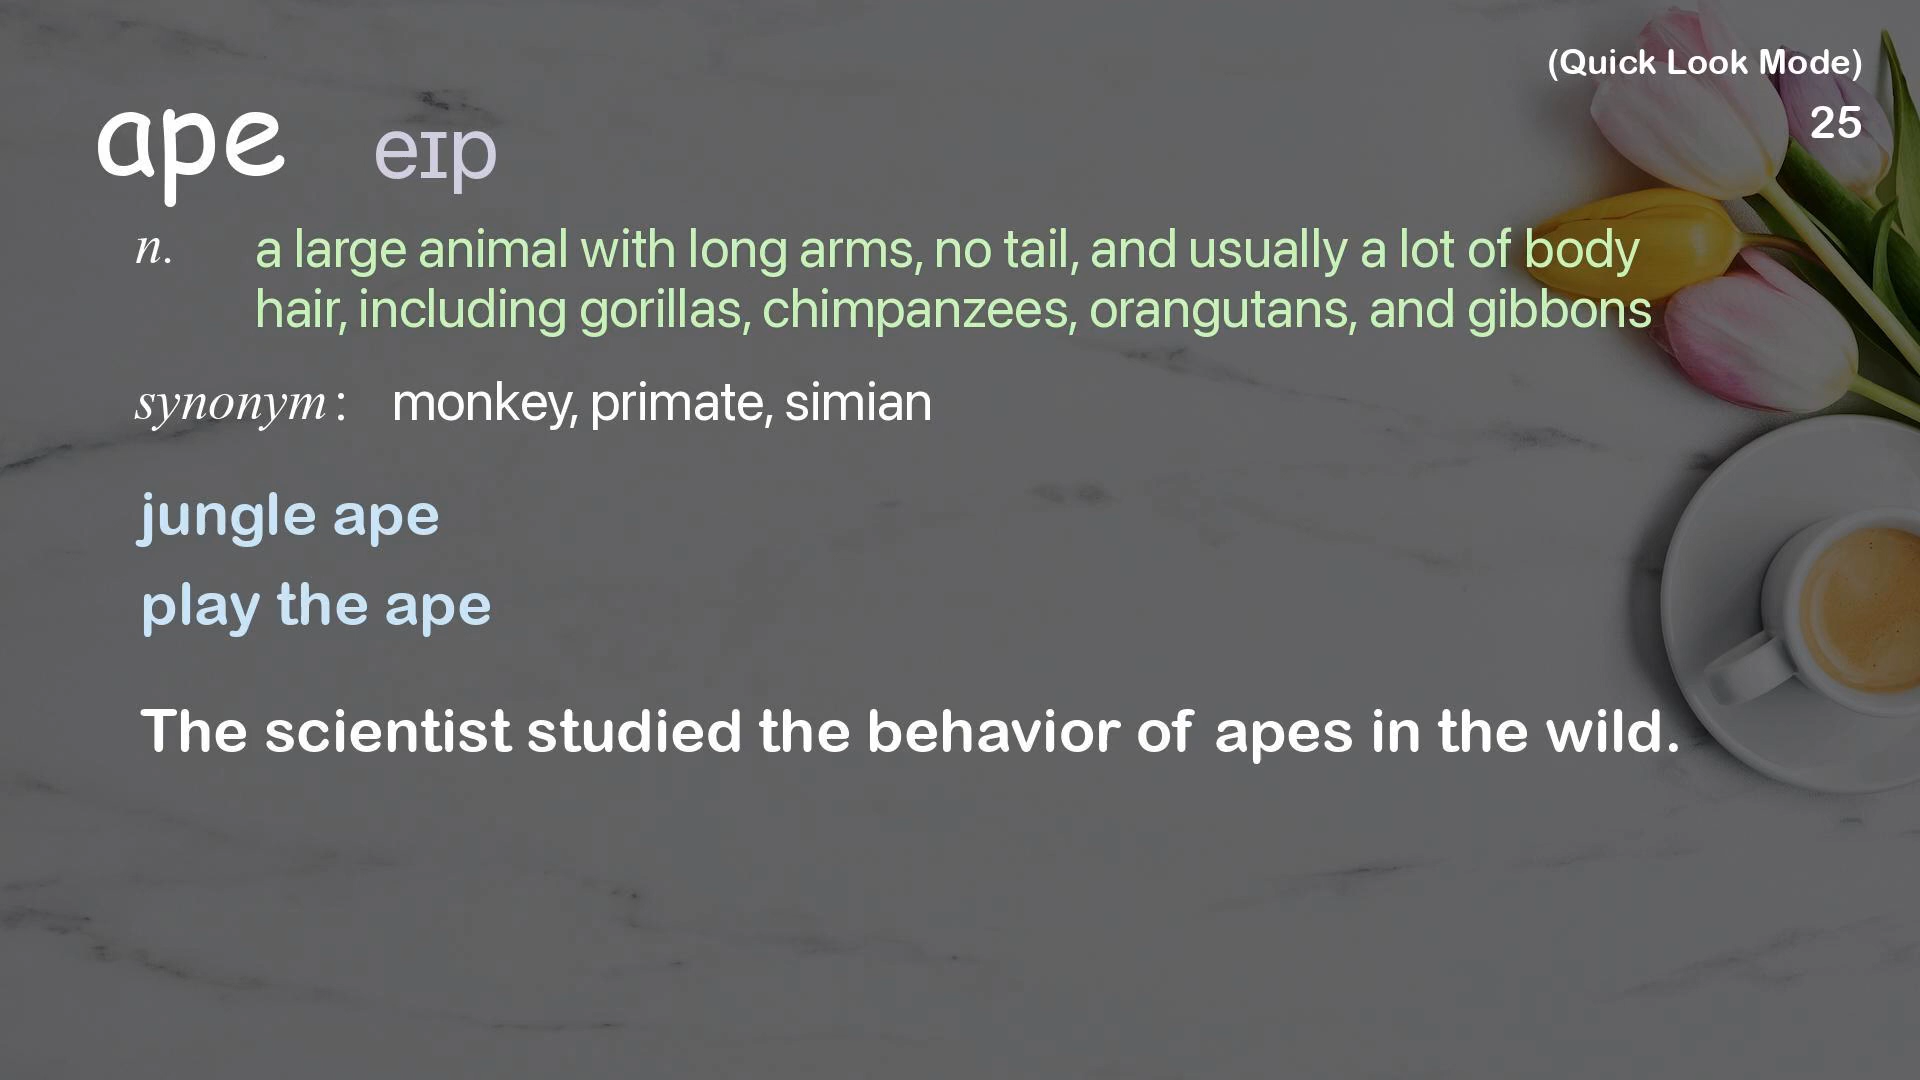 (Quick Look Mode)
25
ape eɪp
n. a large animal with long arms, no tail, and usually a lot of body
hair, including gorillas, chimpanzees, orangutans, and gibbons
synonym: monkey, primate, simian
jungle ape
play the ape
The scientist studied the behavior of apes in the wild.